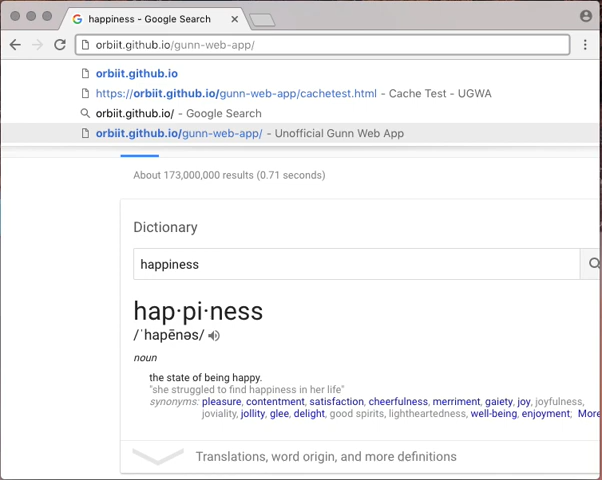 happiness - Google Search
orbiit.github.io/gunn-web-app/
orbiit.github.io
https://orbiit.github.io/gunn-web-app/cachetest.html - Cache Test - UGWA
orbiit.github.io/ - Google Search
orbiit.github.io/gunn-web-app/ - Unofficial Gunn Web App
About 173,000,000 results (0.71 seconds)
Dictionary
happiness
hap·pi·ness
/ˈhapēnəs/
noun
the state of being happy.
"she struggled to find happiness in her life"
synonyms: pleasure, contentment, satisfaction, cheerfulness, merriment, gaiety, joy, joyfulness,
joviality, jollity, glee, delight, good spirits, lightheartedness, well-being, enjoyment; More
Translations, word origin, and more definitions